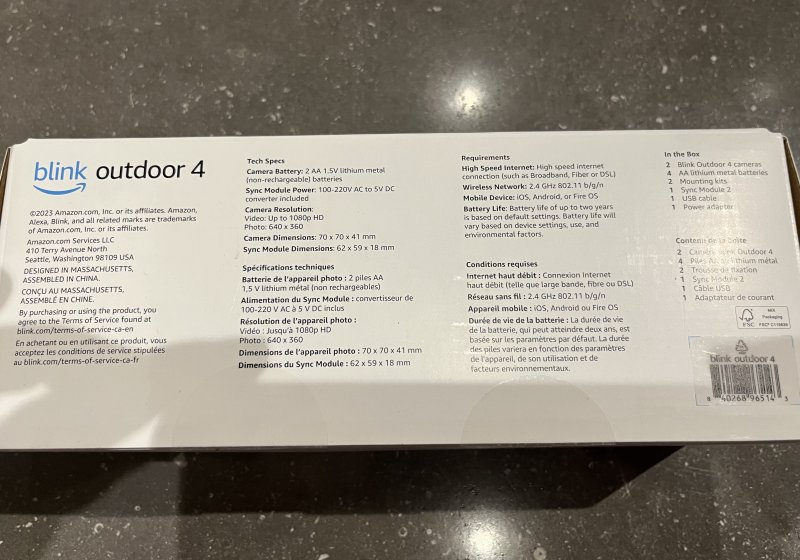 blink outdoor 4
©2023 Amazon.com, Inc. or its affiliates. Amazon,
Alexa, Blink, and all related marks are trademarks
of Amazon.com, Inc. or its affiliates.
Amazon.com Services LLC
410 Terry Avenue North
Seattle, Washington 98109 USA
DESIGNED IN MASSACHUSETTS,
ASSEMBLED IN CHINA.
CONÇU AU MASSACHUSETTS,
ASSEMBLÉ EN CHINE.
By purchasing or using the product, you
agree to the Terms of Service found at
blink.com/terms-of-service-ca-en
En achetant ou en utilisant ce produit, vous
acceptez les conditions de service stipulées
au blink.com/terms-of-service-ca-fr
Tech Specs
Camera Battery: 2 AA 1.5V lithium metal
(non-rechargeable) batteries
Sync Module Power: 100-220V AC to 5V DC
converter included
Camera Resolution:
Video: Up to 1080p HD
Photo: 640 x 360
Camera Dimensions: 70 x 70 x 41 mm
Sync Module Dimensions: 62 x 59 x 18 mm
Spécifications techniques
Batterie de l'appareil photo : 2 piles AA
1,5 V lithium métal (non rechargeables)
Alimentation du Sync Module : convertisseur de
100-220 V AC à 5 V DC inclus
Résolution de l'appareil photo :
Vidéo : Jusqu'à 1080p HD
Photo : 640 x 360
Dimensions de l'appareil photo : 70 x 70 x 41 mm
Dimensions du Sync Module : 62 x 59 x 18 mm
Requirements
High Speed Internet: High speed internet
connection (such as Broadband, Fiber or DSL)
Wireless Network: 2.4 GHz 802.11 b/g/n
Mobile Device: iOS, Android, or Fire OS
Battery Life: Battery life of up to two years
is based on default settings. Battery life will
vary based on device settings, use, and
environmental factors.
Conditions requises
Internet haut débit : Connexion Internet
haut débit (telle que large bande, fibre ou DSL)
Réseau sans fil : 2.4 GHz 802.11 b/g/n
Appareil mobile : iOS, Android ou Fire OS
Durée de vie de la batterie : La durée de vie
de la batterie, qui peut atteindre deux ans, est
basée sur les paramètres par défaut. La durée
des piles variera en fonction des paramètres
de l'appareil, de son utilisation et de
facteurs environnementaux.
In the Box
2 Blink Outdoor 4 cameras
4 AA lithium metal batteries
2 Mounting kits
1 Sync Module 2
1 USB cable
1 Power adapter
Contenu de la boîte
2 Caméras Blink Outdoor 4
4 Piles AA au lithium métal
2 Trousses de fixation
1 Sync Module 2
1 Câble USB
1 Adaptateur de courant
FSC
MIX
Packaging
blink outdoor 4
8 40268 96514 3